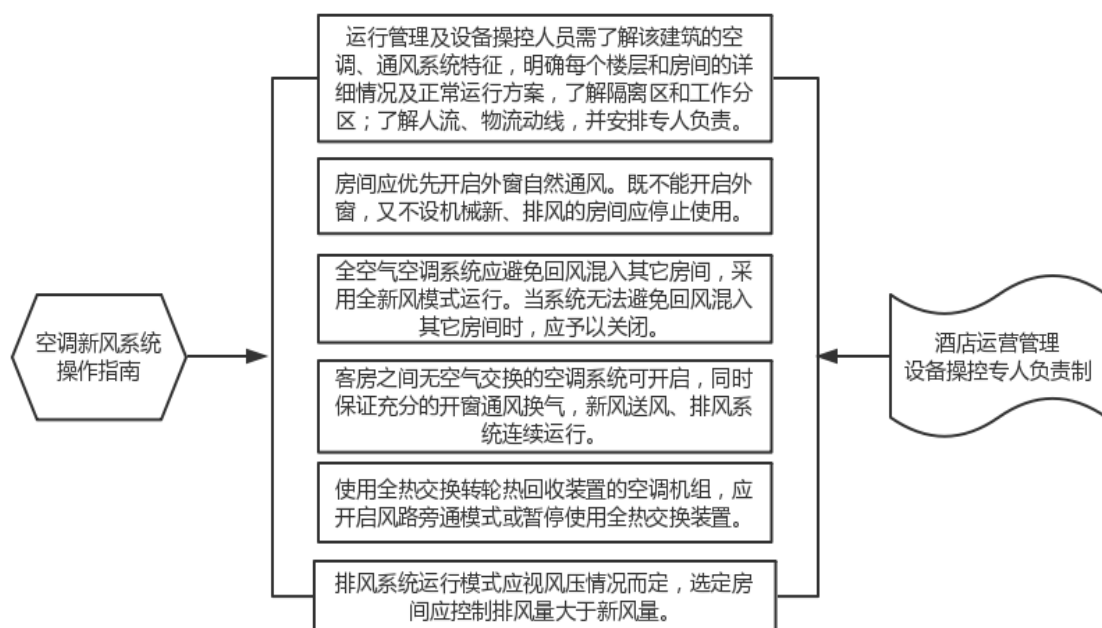 运行管理及设备操控人员需了解该建筑的空
调、通风系统特征，明确每个楼层和房间的详
细情况及正常运行方案，了解隔离区和工作分
区；了解人流、物流动线，并安排专人负责。
房间应优先开启外窗自然通风。既不能开启外
窗，又不设机械新、排风的房间应停止使用。
全空气空调系统应避免回风混入其它房间，采
用全新风模式运行。当系统无法避免回风混入
其它房间时，应予以关闭。
空调新风系统
操作指南
酒店运营管理
设备操控专人负责制
客房之间无空气交换的空调系统可开启，同时
保证充分的开窗通风换气，新风送风、排风系
统连续运行。
使用全热交换转轮热回收装置的空调机组，应
开启风路旁通模式或暂停使用全热交换装置。
排风系统运行模式应视风压情况而定，选定房
间应控制排风量大于新风量。